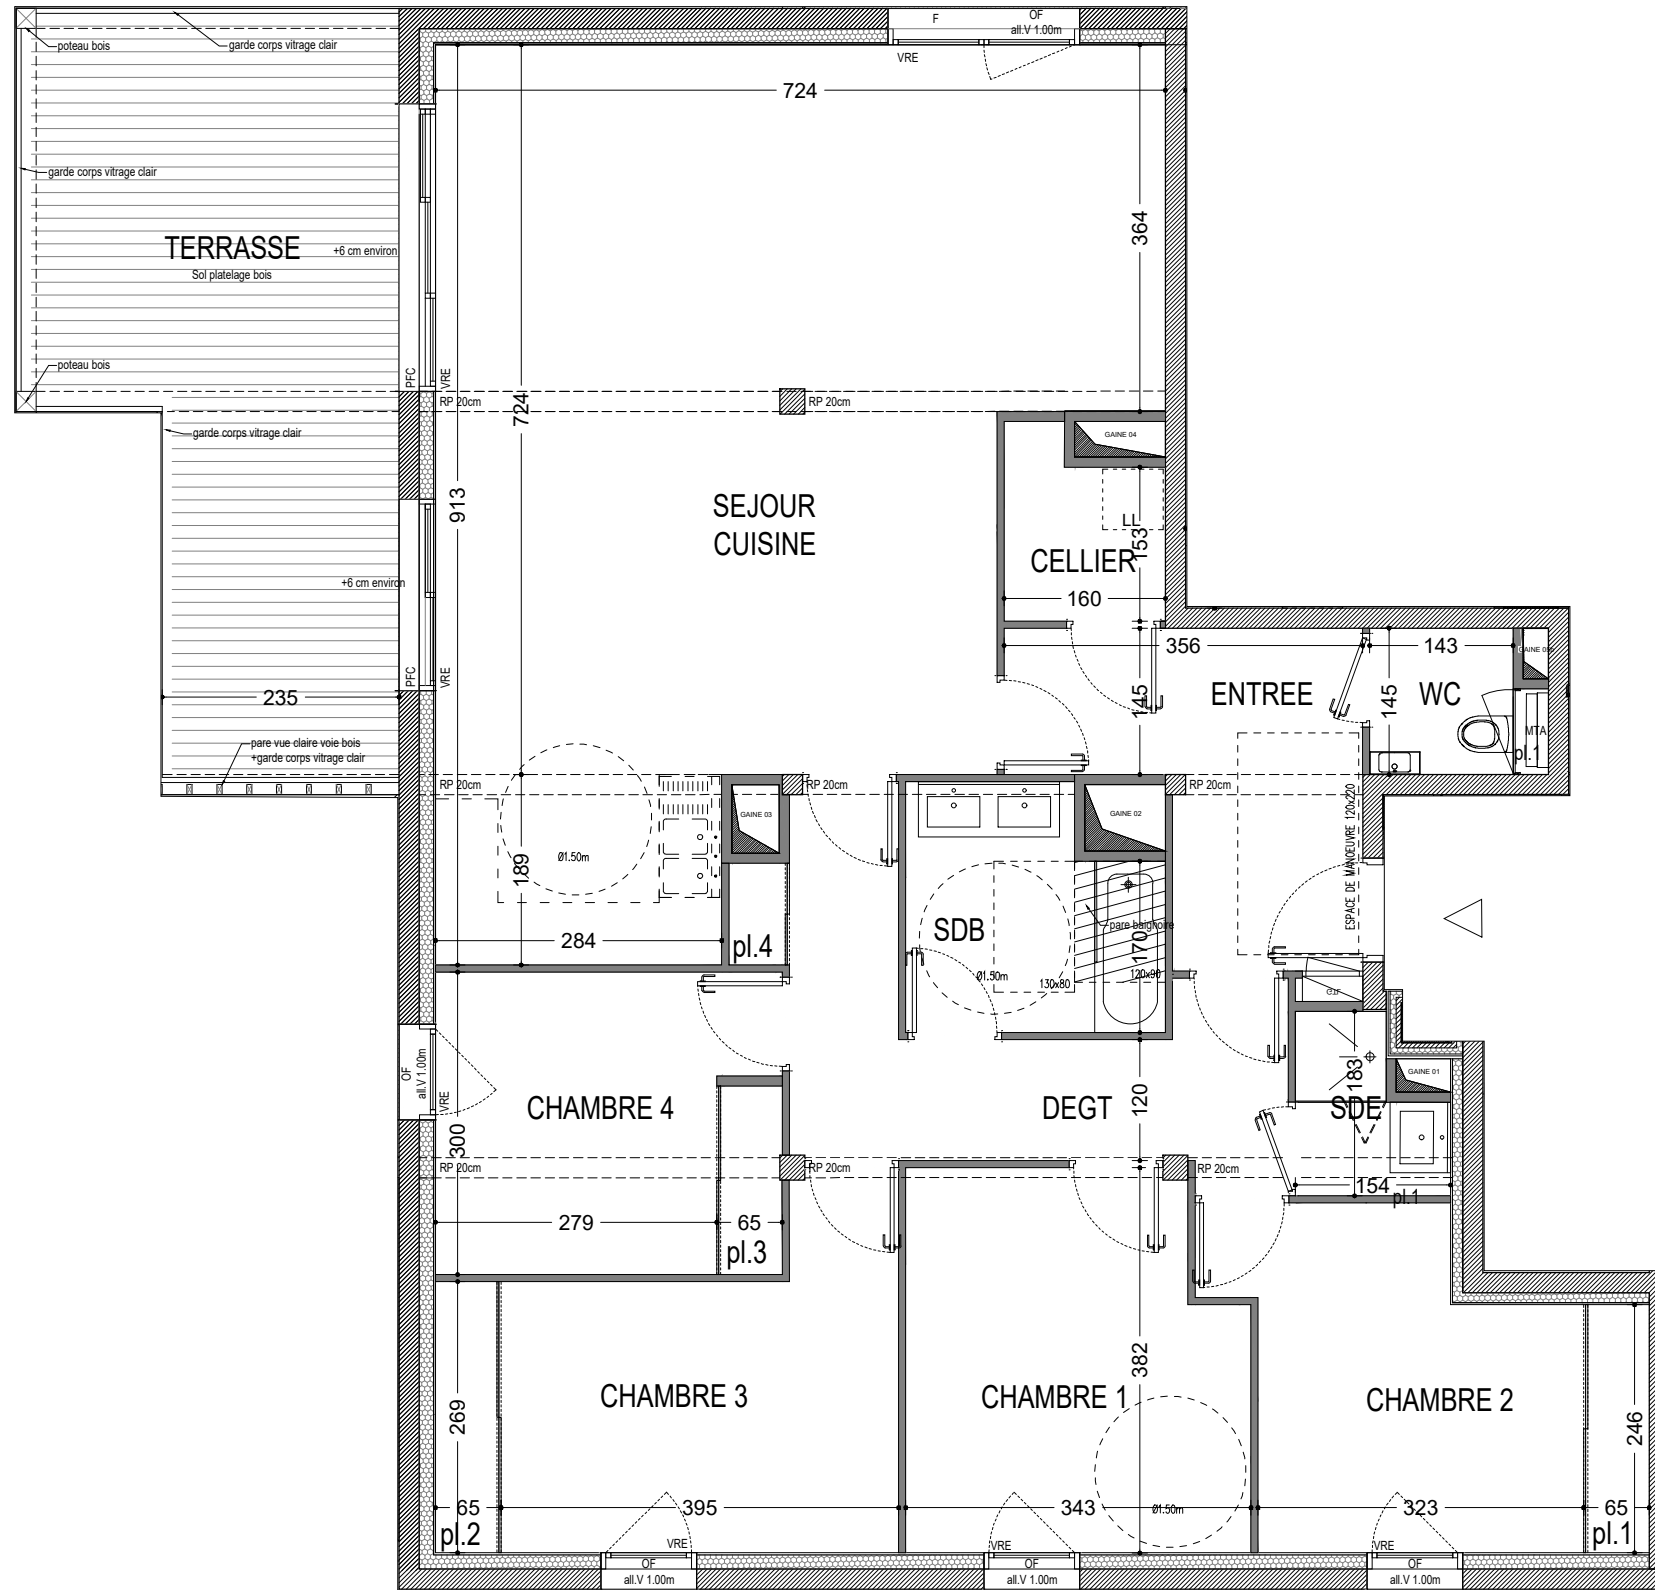 F
OF
all.V 1.00m
VRE
poteau bois
garde corps vitrage clair
724
garde corps vitrage clair
364
TERRASSE
+6 cm environ
Sol platelage bois
poteau bois
PFC
VRE
RP 20cm
RP 20cm
724
garde corps vitrage clair
GAINE 04
913
SEJOUR
CUISINE
LL
153
CELLIER
+6 cm environ
160
356
143
GAINE 05b
PFC
VRE
235
145
ENTREE
145
WC
MTA
pl.1
pare vue claire voie bois
+garde corps vitrage clair
RP 20cm
RP 20cm
RP 20cm
GAINE 03
GAINE 02
ESPACE DE MANOEUVRE 120x220
Ø1.50m
189
284
pl.4
SDB
pare baignoire
170
Ø1.50m
130x80
120x90
GTF
OF
all.V 1.00m
VRE
GAINE 01
183
CHAMBRE 4
DEGT
120
SDE
300
RP 20cm
RP 20cm
RP 20cm
154
pl.1
279
65
pl.3
382
CHAMBRE 3
CHAMBRE 1
CHAMBRE 2
269
246
65
395
343
Ø1.50m
323
65
pl.2
pl.1
VRE
VRE
VRE
OF
OF
OF
all.V 1.00m
all.V 1.00m
all.V 1.00m